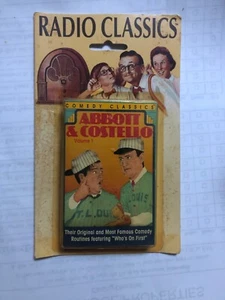 RADIO CLASSICS
COMEDY CLASSICS
ABBOTT
& COSTELLO
Volume 1
Their Original and Most Famous Comedy
Routines featuring "Who's On First"